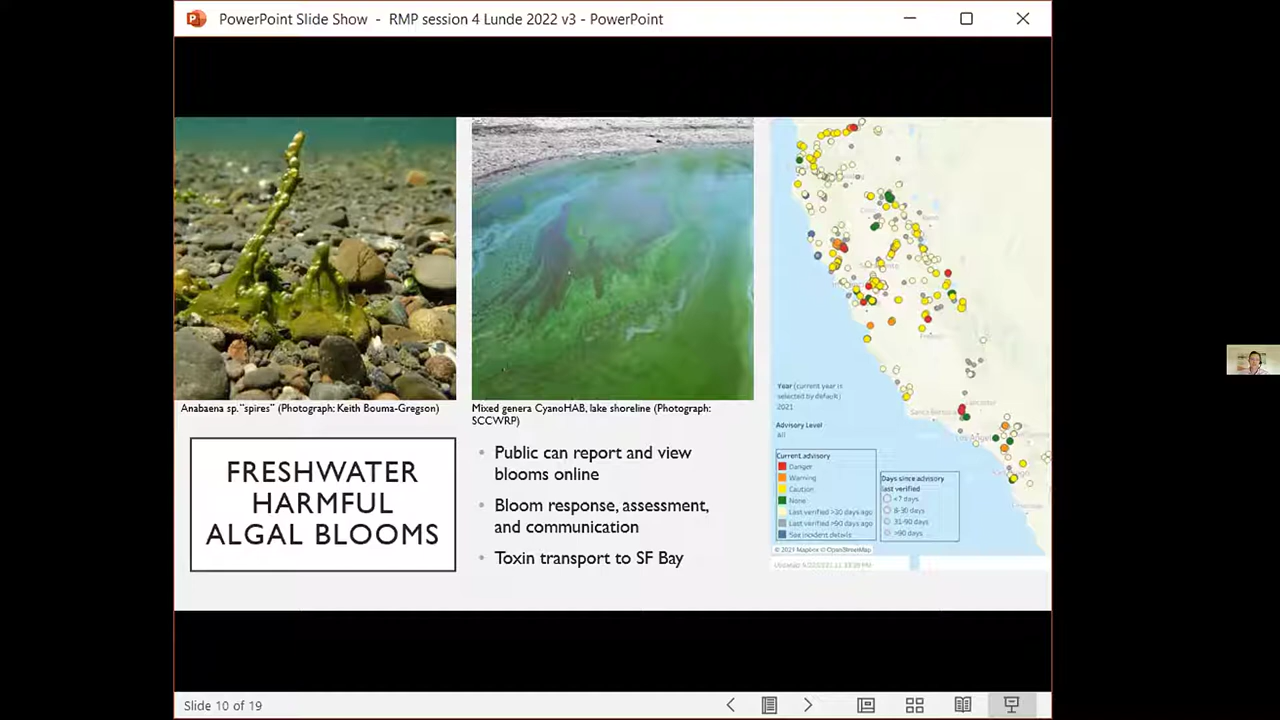 PowerPoint Slide Show - RMP session 4 Lunde 2022 v3 - PowerPoint
Anabaena sp. "spires" (Photograph: Keith Bouma-Gregson)
Mixed genera CyanoHAB, lake shoreline (Photograph:
SCCWRP)
FRESHWATER
HARMFUL
ALGAL BLOOMS
• Public can report and view
blooms online
• Bloom response, assessment,
and communication
• Toxin transport to SF Bay
Year (current year is
selected by default)
2021
Advisory Level
All
Current advisory
Danger
Warning
Caution
None
Last verified >30 days ago
Last verified >90 days ago
See incident details
Days since advisory
last verified
<7 days
8-30 days
31-90 days
>90 days
© 2021 Mapbox © OpenStreetMap
Fresno
Slide 10 of 19